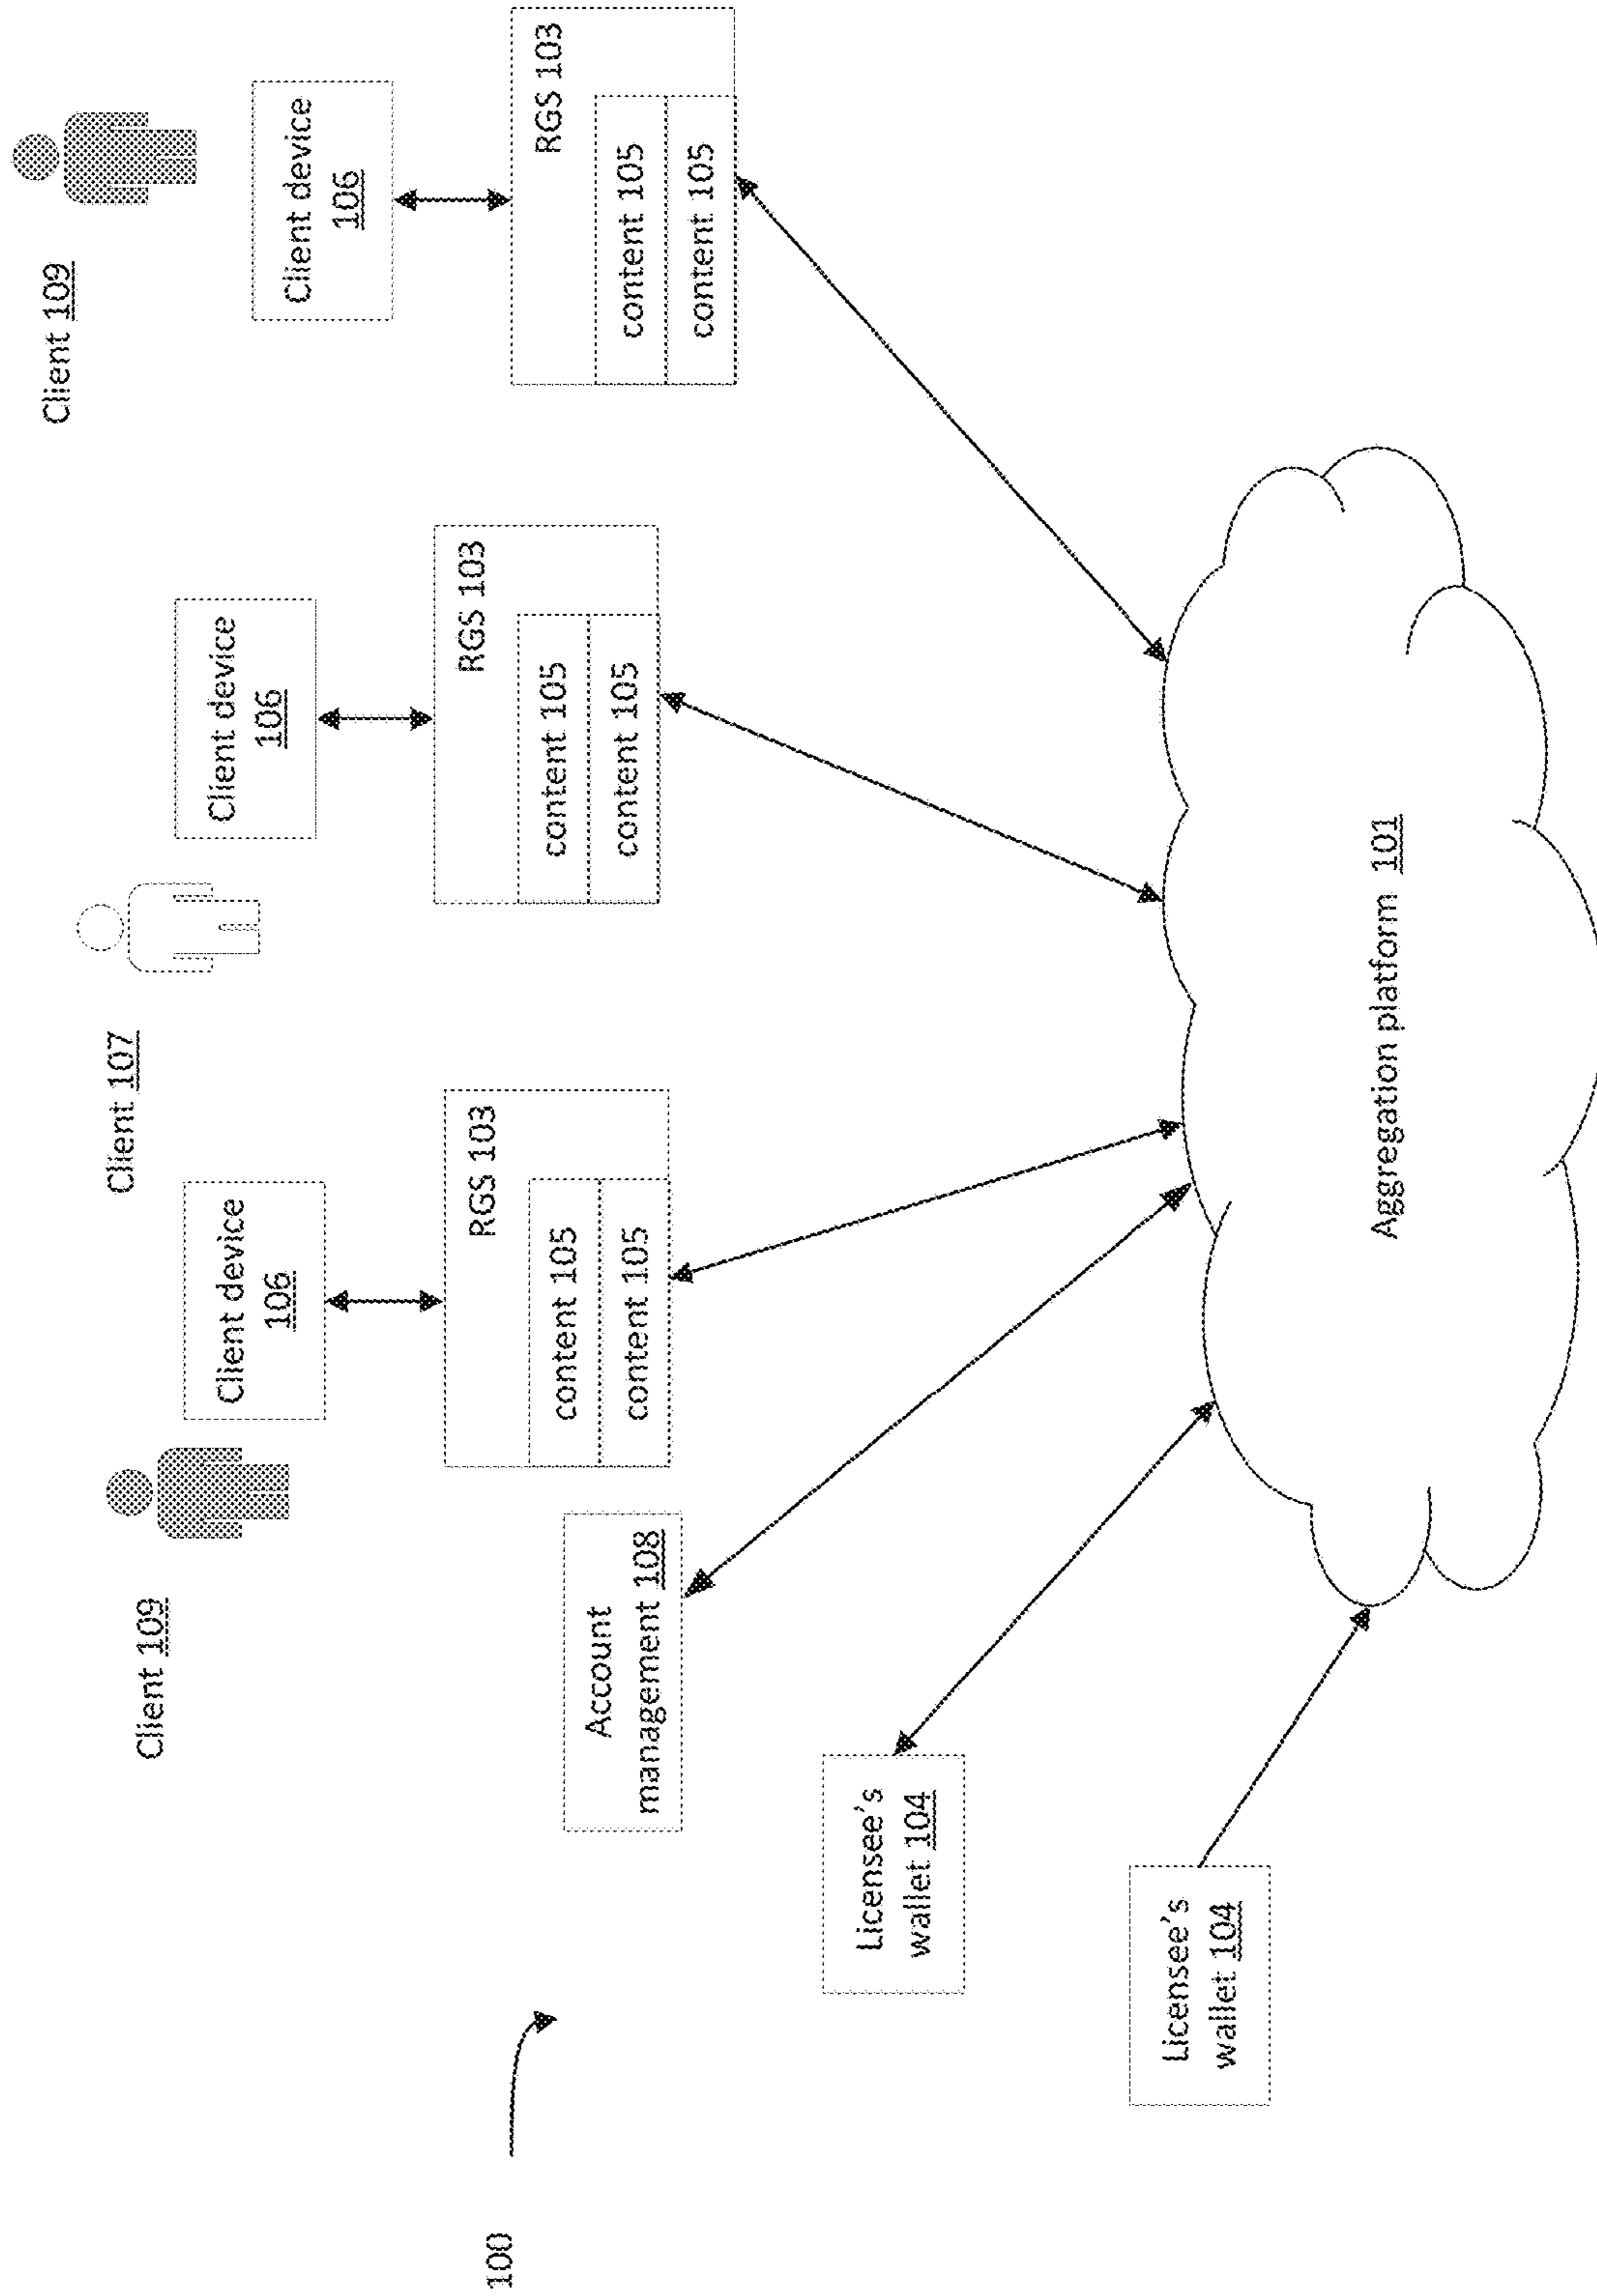 Client 109
Client 107
Client 109
Client device
106
Client device
106
Client device
106
RGS 103
content 105
content 105
RGS 103
content 105
content 105
RGS 103
content 105
content 105
Account
management 108
Licensee's
wallet 104
Licensee's
wallet 104
Aggregation platform 101
100